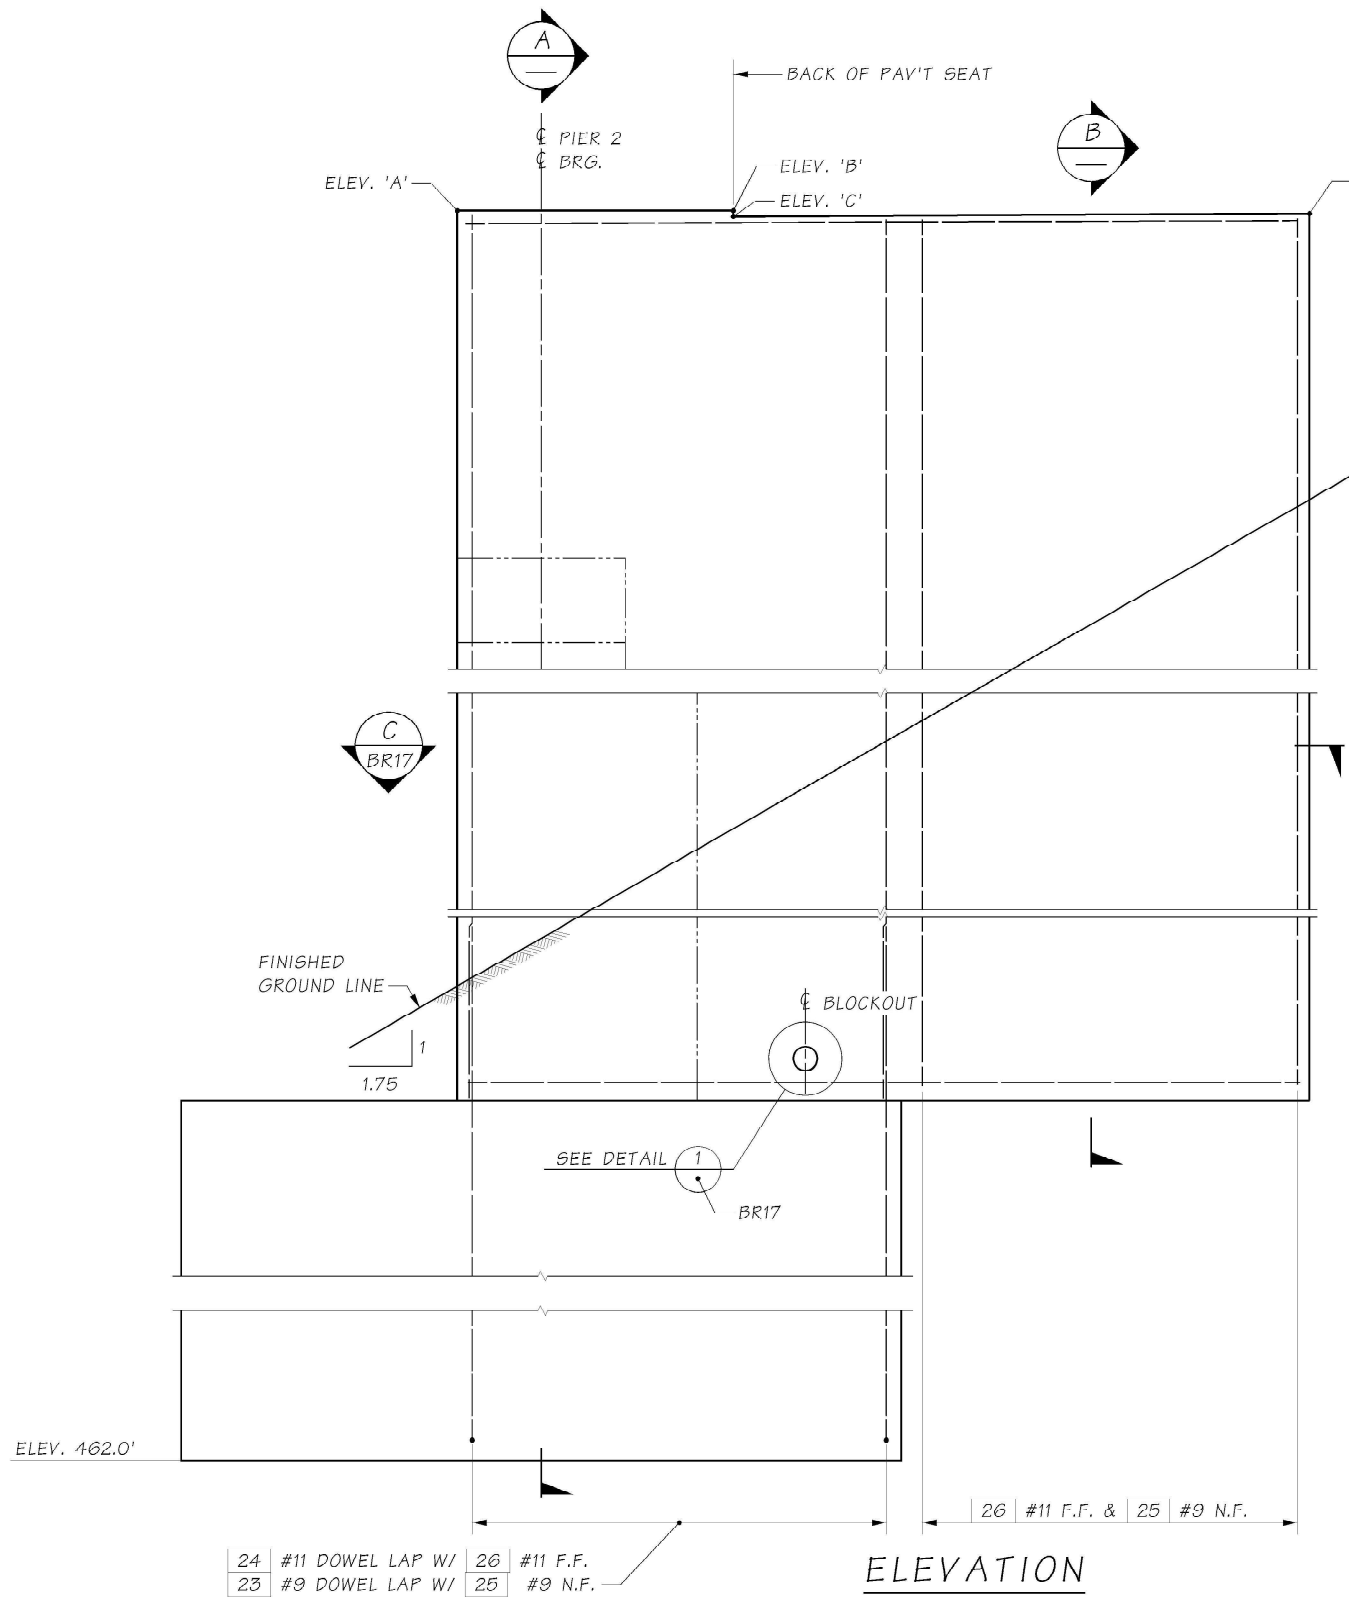 A
BACK OF PAV'T SEAT
B
℄ PIER 2
℄ BRG.
ELEV. 'A'
ELEV. 'B'
ELEV. 'C'
C
BR17
FINISHED
GROUND LINE
1
1.75
℄ BLOCKOUT
SEE DETAIL 1
BR17
ELEV. 462.0'
26 #11 F.F. & 25 #9 N.F.
24 #11 DOWEL LAP W/ 26 #11 F.F.
23 #9 DOWEL LAP W/ 25 #9 N.F.
ELEVATION